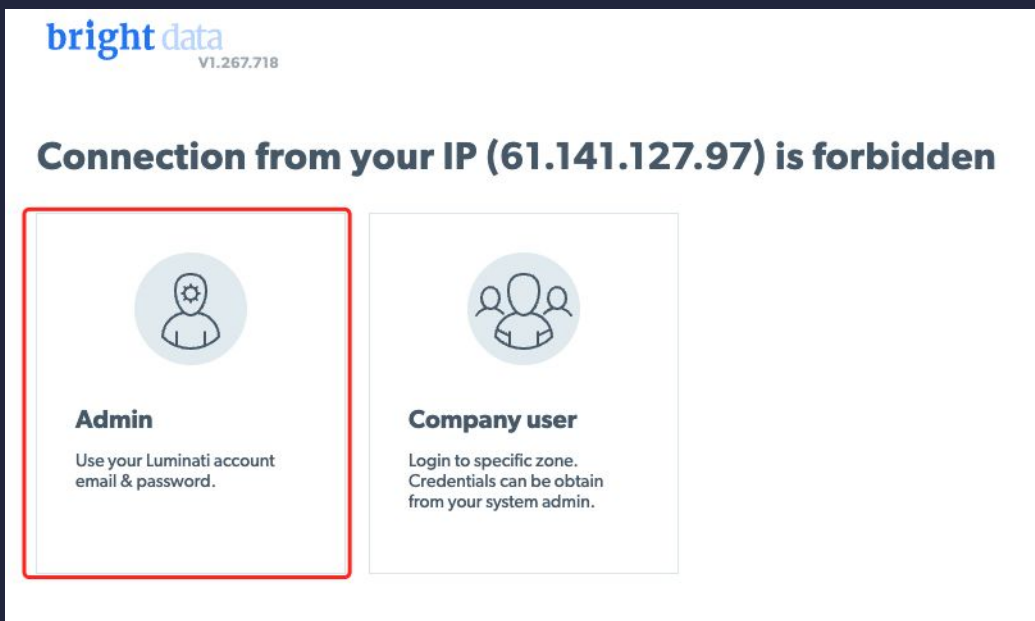 bright data
V1.267.718
Connection from your IP (61.141.127.97) is forbidden
Admin
Use your Luminati account
email & password.
Company user
Login to specific zone.
Credentials can be obtain
from your system admin.